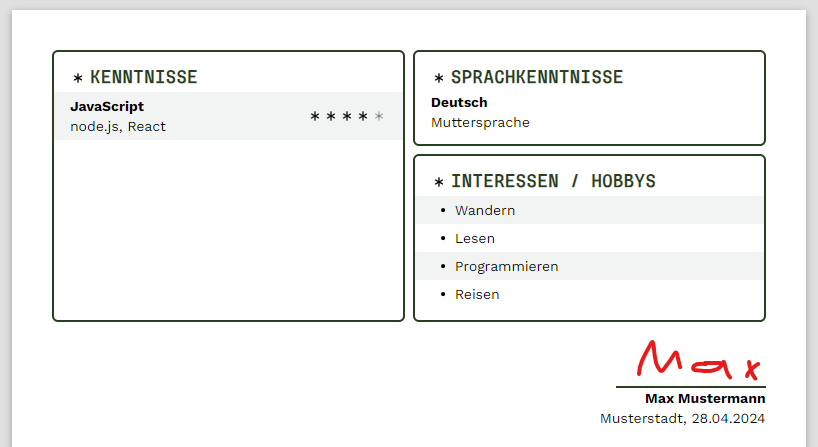 * KENNTNISSE
JavaScript
node.js, React
* * * * *
* SPRACHKENNTNISSE
Deutsch
Muttersprache
* INTERESSEN / HOBBYS
• Wandern
• Lesen
• Programmieren
• Reisen
Max
Max Mustermann
Musterstadt, 28.04.2024